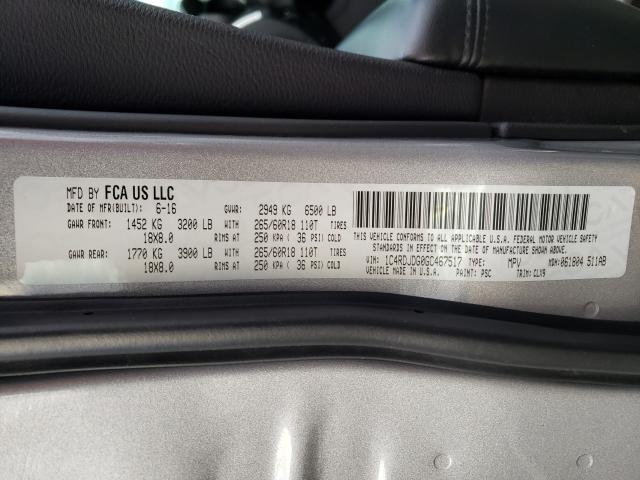 MFD BY FCA US LLC
DATE OF MFR(BUILT): 6-16 GVWR: 2949 KG 6500 LB
GAWR FRONT: 1452 KG 3200 LB WITH 265/60R18 110T TIRES
18X8.0 RIMS AT 250 KPA ( 36 PSI) COLD
GAWR REAR: 1770 KG 3900 LB WITH 265/60R18 110T TIRES
18X8.0 RIMS AT 250 KPA ( 36 PSI) COLD
THIS VEHICLE CONFORMS TO ALL APPLICABLE U.S.A. FEDERAL MOTOR VEHICLE SAFETY
STANDARDS IN EFFECT ON THE DATE OF MANUFACTURE SHOWN ABOVE.
VIN: 1C4RDJDG0GC467517 TYPE: MPV MDH: 061804 511AB
VEHICLE MADE IN U.S.A. PAINT: PSC TRIM: CLX9